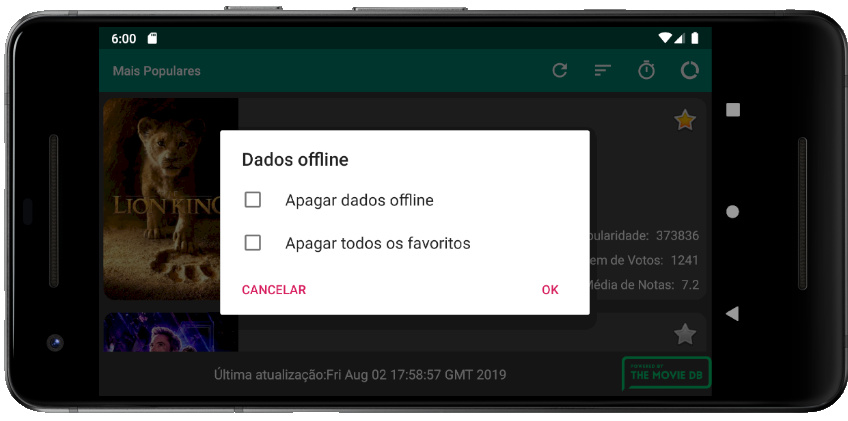 6:00
Mais Populares
LION KING
Dados offline
Apagar dados offline
Apagar todos os favoritos
CANCELAR
OK
pularidade: 373836
em de Votos: 1241
Média de Notas: 7.2
Última atualização:Fri Aug 02 17:58:57 GMT 2019
POWERED BY
THE MOVIE DB